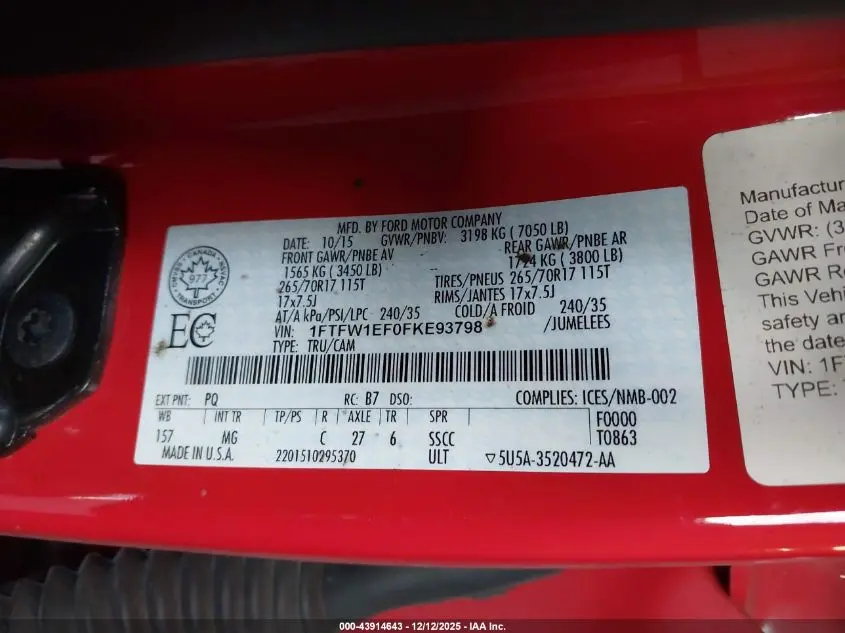 MFD. BY FORD MOTOR COMPANY
DATE: 10/15 GVWR/PNBV: 3198 KG ( 7050 LB)
FRONT GAWR/PNBE AV REAR GAWR/PNBE AR
1565 KG ( 3450 LB) 1724 KG ( 3800 LB)
265/70R17 115T TIRES/PNEUS 265/70R17 115T
17x7.5J RIMS/JANTES 17x7.5J
AT/A kPa/PSI/LPC 240/35 COLD/A FROID 240/35
VIN: 1FTFW1EF0FKE93798 /JUMELEES
TYPE: TRU/CAM
CANADA
977
TRANSPORT
EC
EXT PNT: PQ RC: B7 DSO: COMPLIES: ICES/NMB-002
WB INT TR TP/PS R AXLE TR SPR F0000
157 MG C 27 6 SSCC T0863
MADE IN U.S.A. 2201510295370 ULT ▽5U5A-3520472-AA
Manufactur
Date of Ma
GVWR: (3
GAWR Fr
GAWR Re
This Vehi
safety an
the date
VIN: 1F
TYPE:
000-43914643 / 12/12/2025 - IAA Inc.